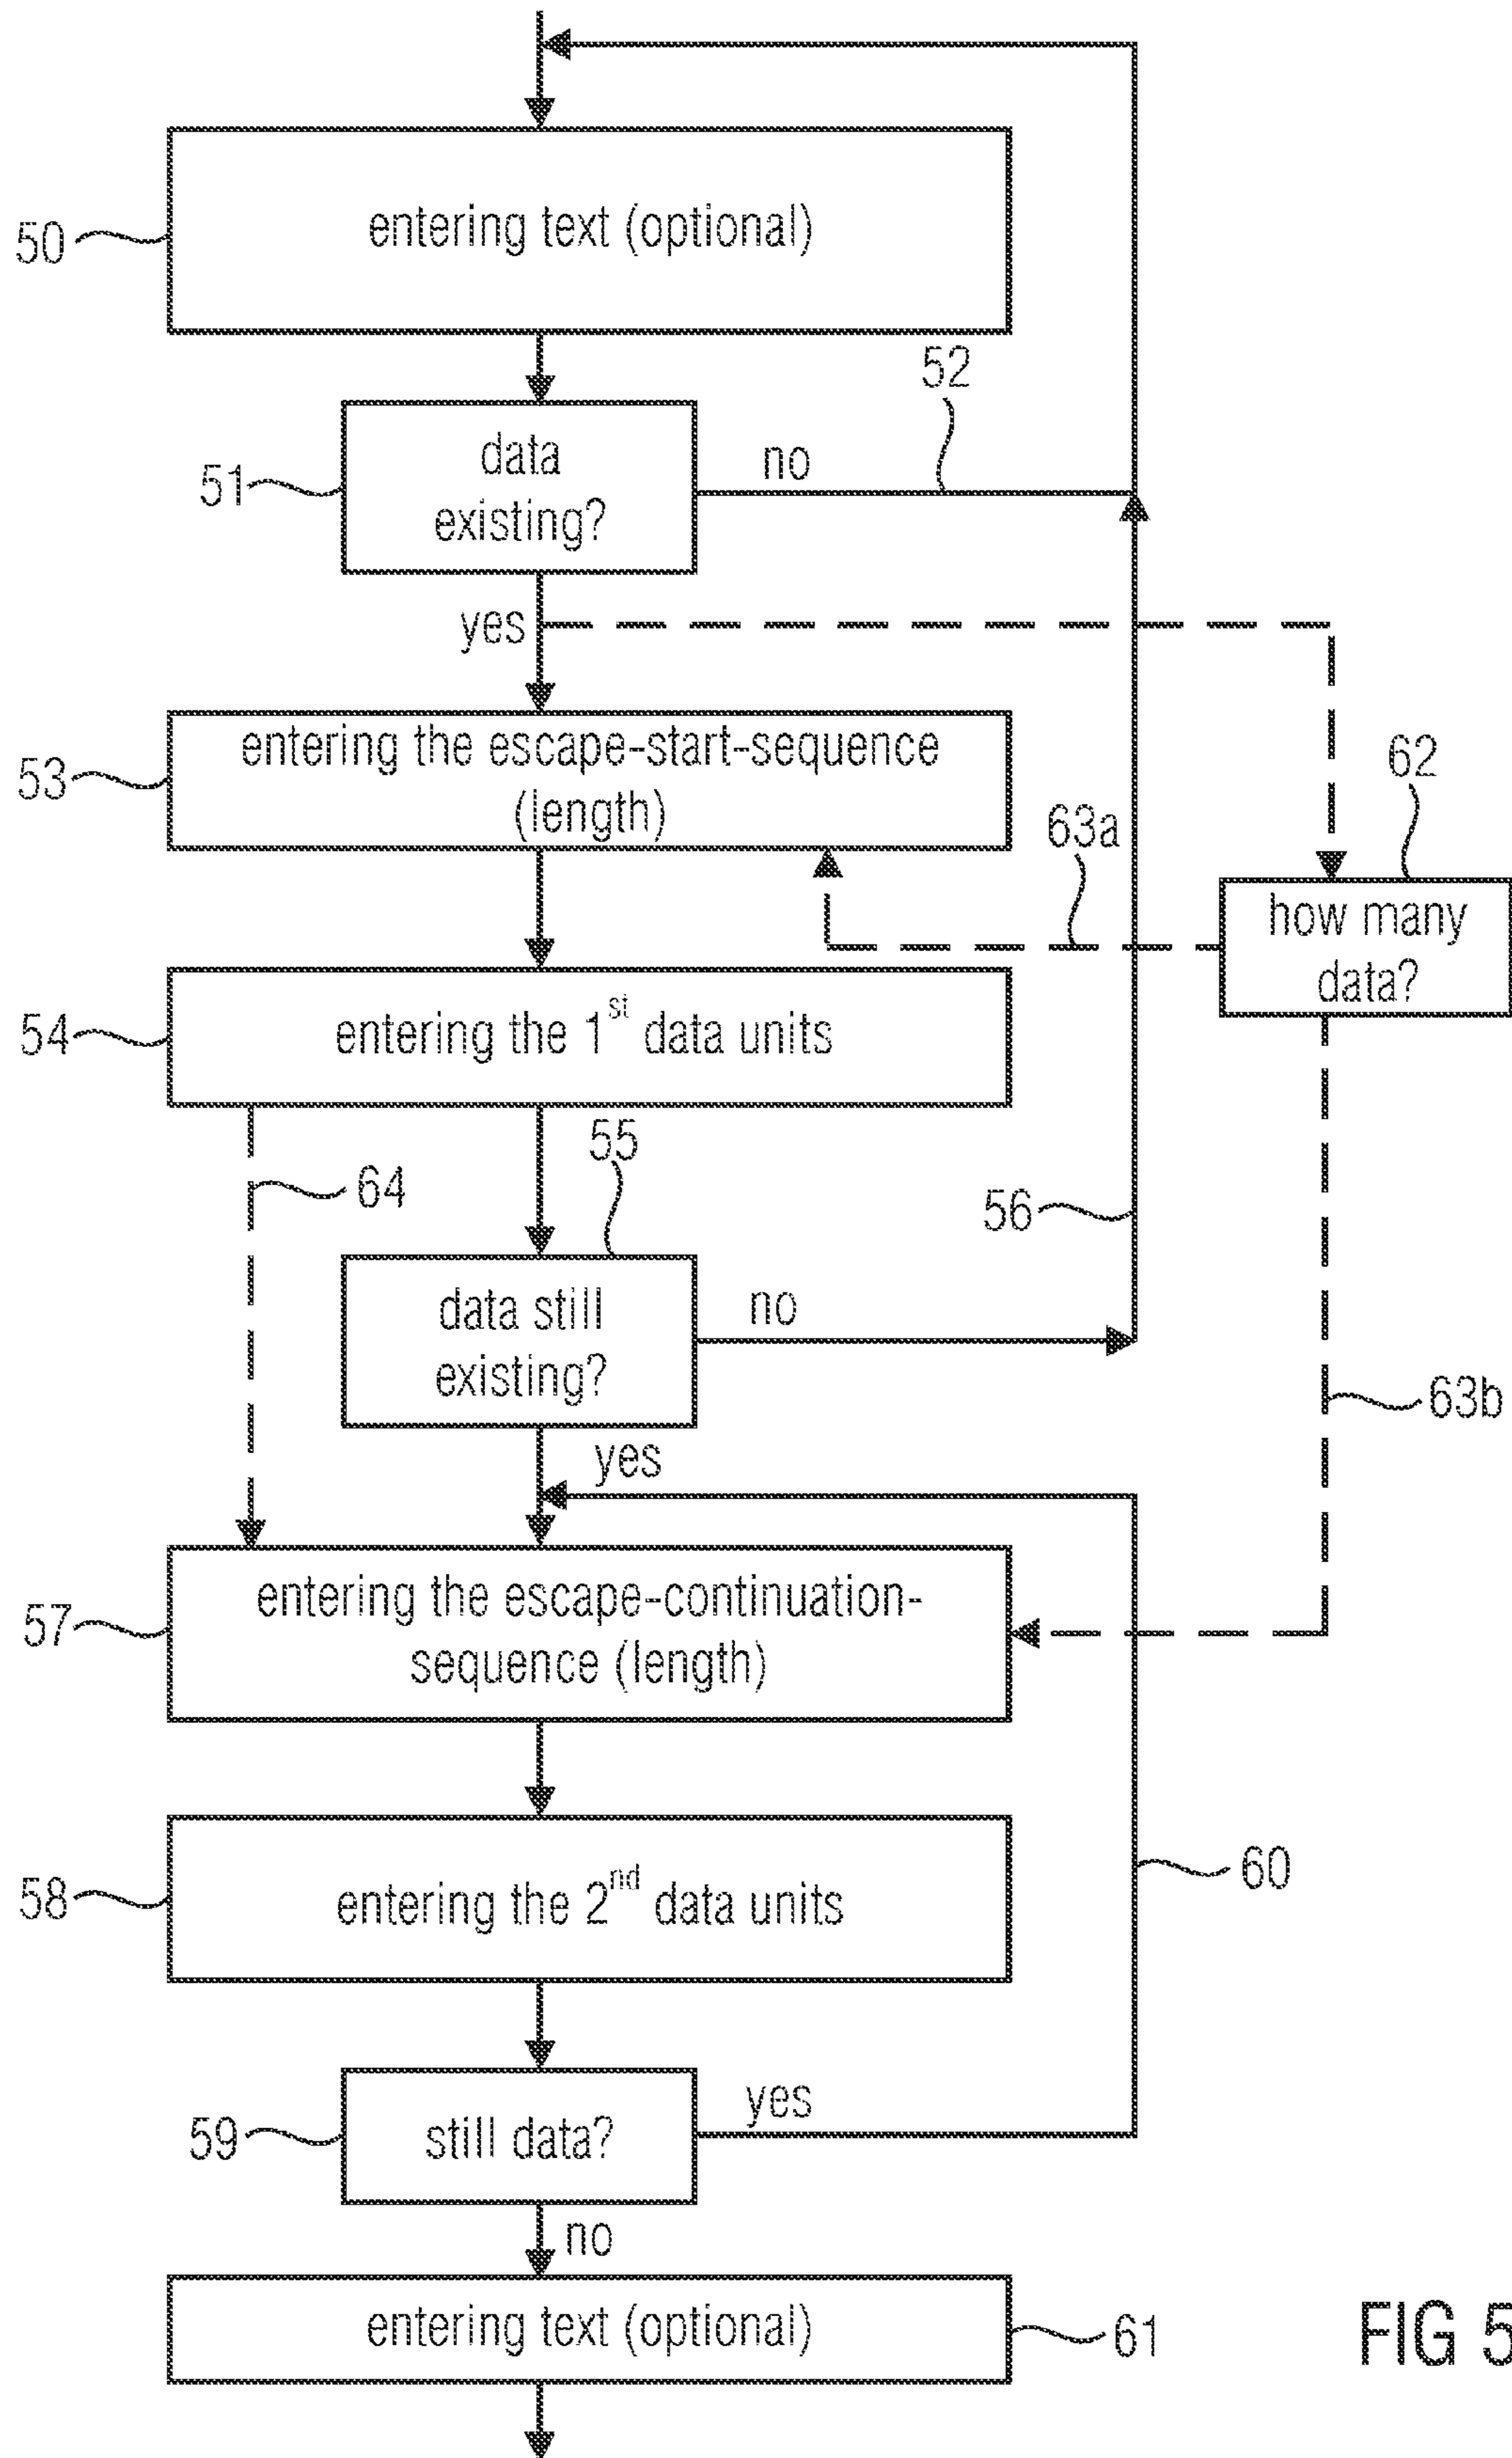 50
entering text (optional)
52
51
data
existing?
no
yes
53
entering the escape-start-sequence
(length)
62
63a
how many
data?
54
entering the 1st data units
55
64
56
data still
existing?
no
63b
yes
57
entering the escape-continuation-
sequence (length)
58
entering the 2nd data units
60
59
still data?
yes
no
entering text (optional)
61
FIG 5